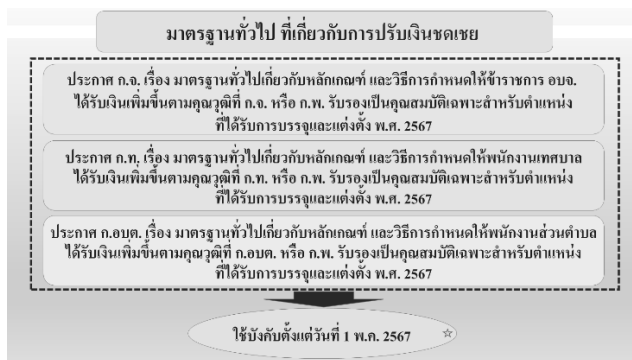 มาตรฐานทั่วไป ที่เกี่ยวกับการปรับเงินชดเชย
ประกาศ ก.จ. เรื่อง มาตรฐานทั่วไปเกี่ยวกับหลักเกณฑ์ และวิธีการกำหนดให้ข้าราชการ อบจ.
ได้รับเงินเพิ่มขึ้นตามคุณวุฒิที่ ก.จ. หรือ ก.พ. รับรองเป็นคุณสมบัติเฉพาะสำหรับตำแหน่ง
ที่ได้รับการบรรจุและแต่งตั้ง พ.ศ. 2567
ประกาศ ก.ท. เรื่อง มาตรฐานทั่วไปเกี่ยวกับหลักเกณฑ์ และวิธีการกำหนดให้พนักงานเทศบาล
ได้รับเงินเพิ่มขึ้นตามคุณวุฒิที่ ก.ท. หรือ ก.พ. รับรองเป็นคุณสมบัติเฉพาะสำหรับตำแหน่ง
ที่ได้รับการบรรจุและแต่งตั้ง พ.ศ. 2567
ประกาศ ก.อบต. เรื่อง มาตรฐานทั่วไปเกี่ยวกับหลักเกณฑ์ และวิธีการกำหนดให้พนักงานส่วนตำบล
ได้รับเงินเพิ่มขึ้นตามคุณวุฒิที่ ก.อบต. หรือ ก.พ. รับรองเป็นคุณสมบัติเฉพาะสำหรับตำแหน่ง
ที่ได้รับการบรรจุและแต่งตั้ง พ.ศ. 2567
ใช้บังคับตั้งแต่วันที่ 1 พ.ค. 2567